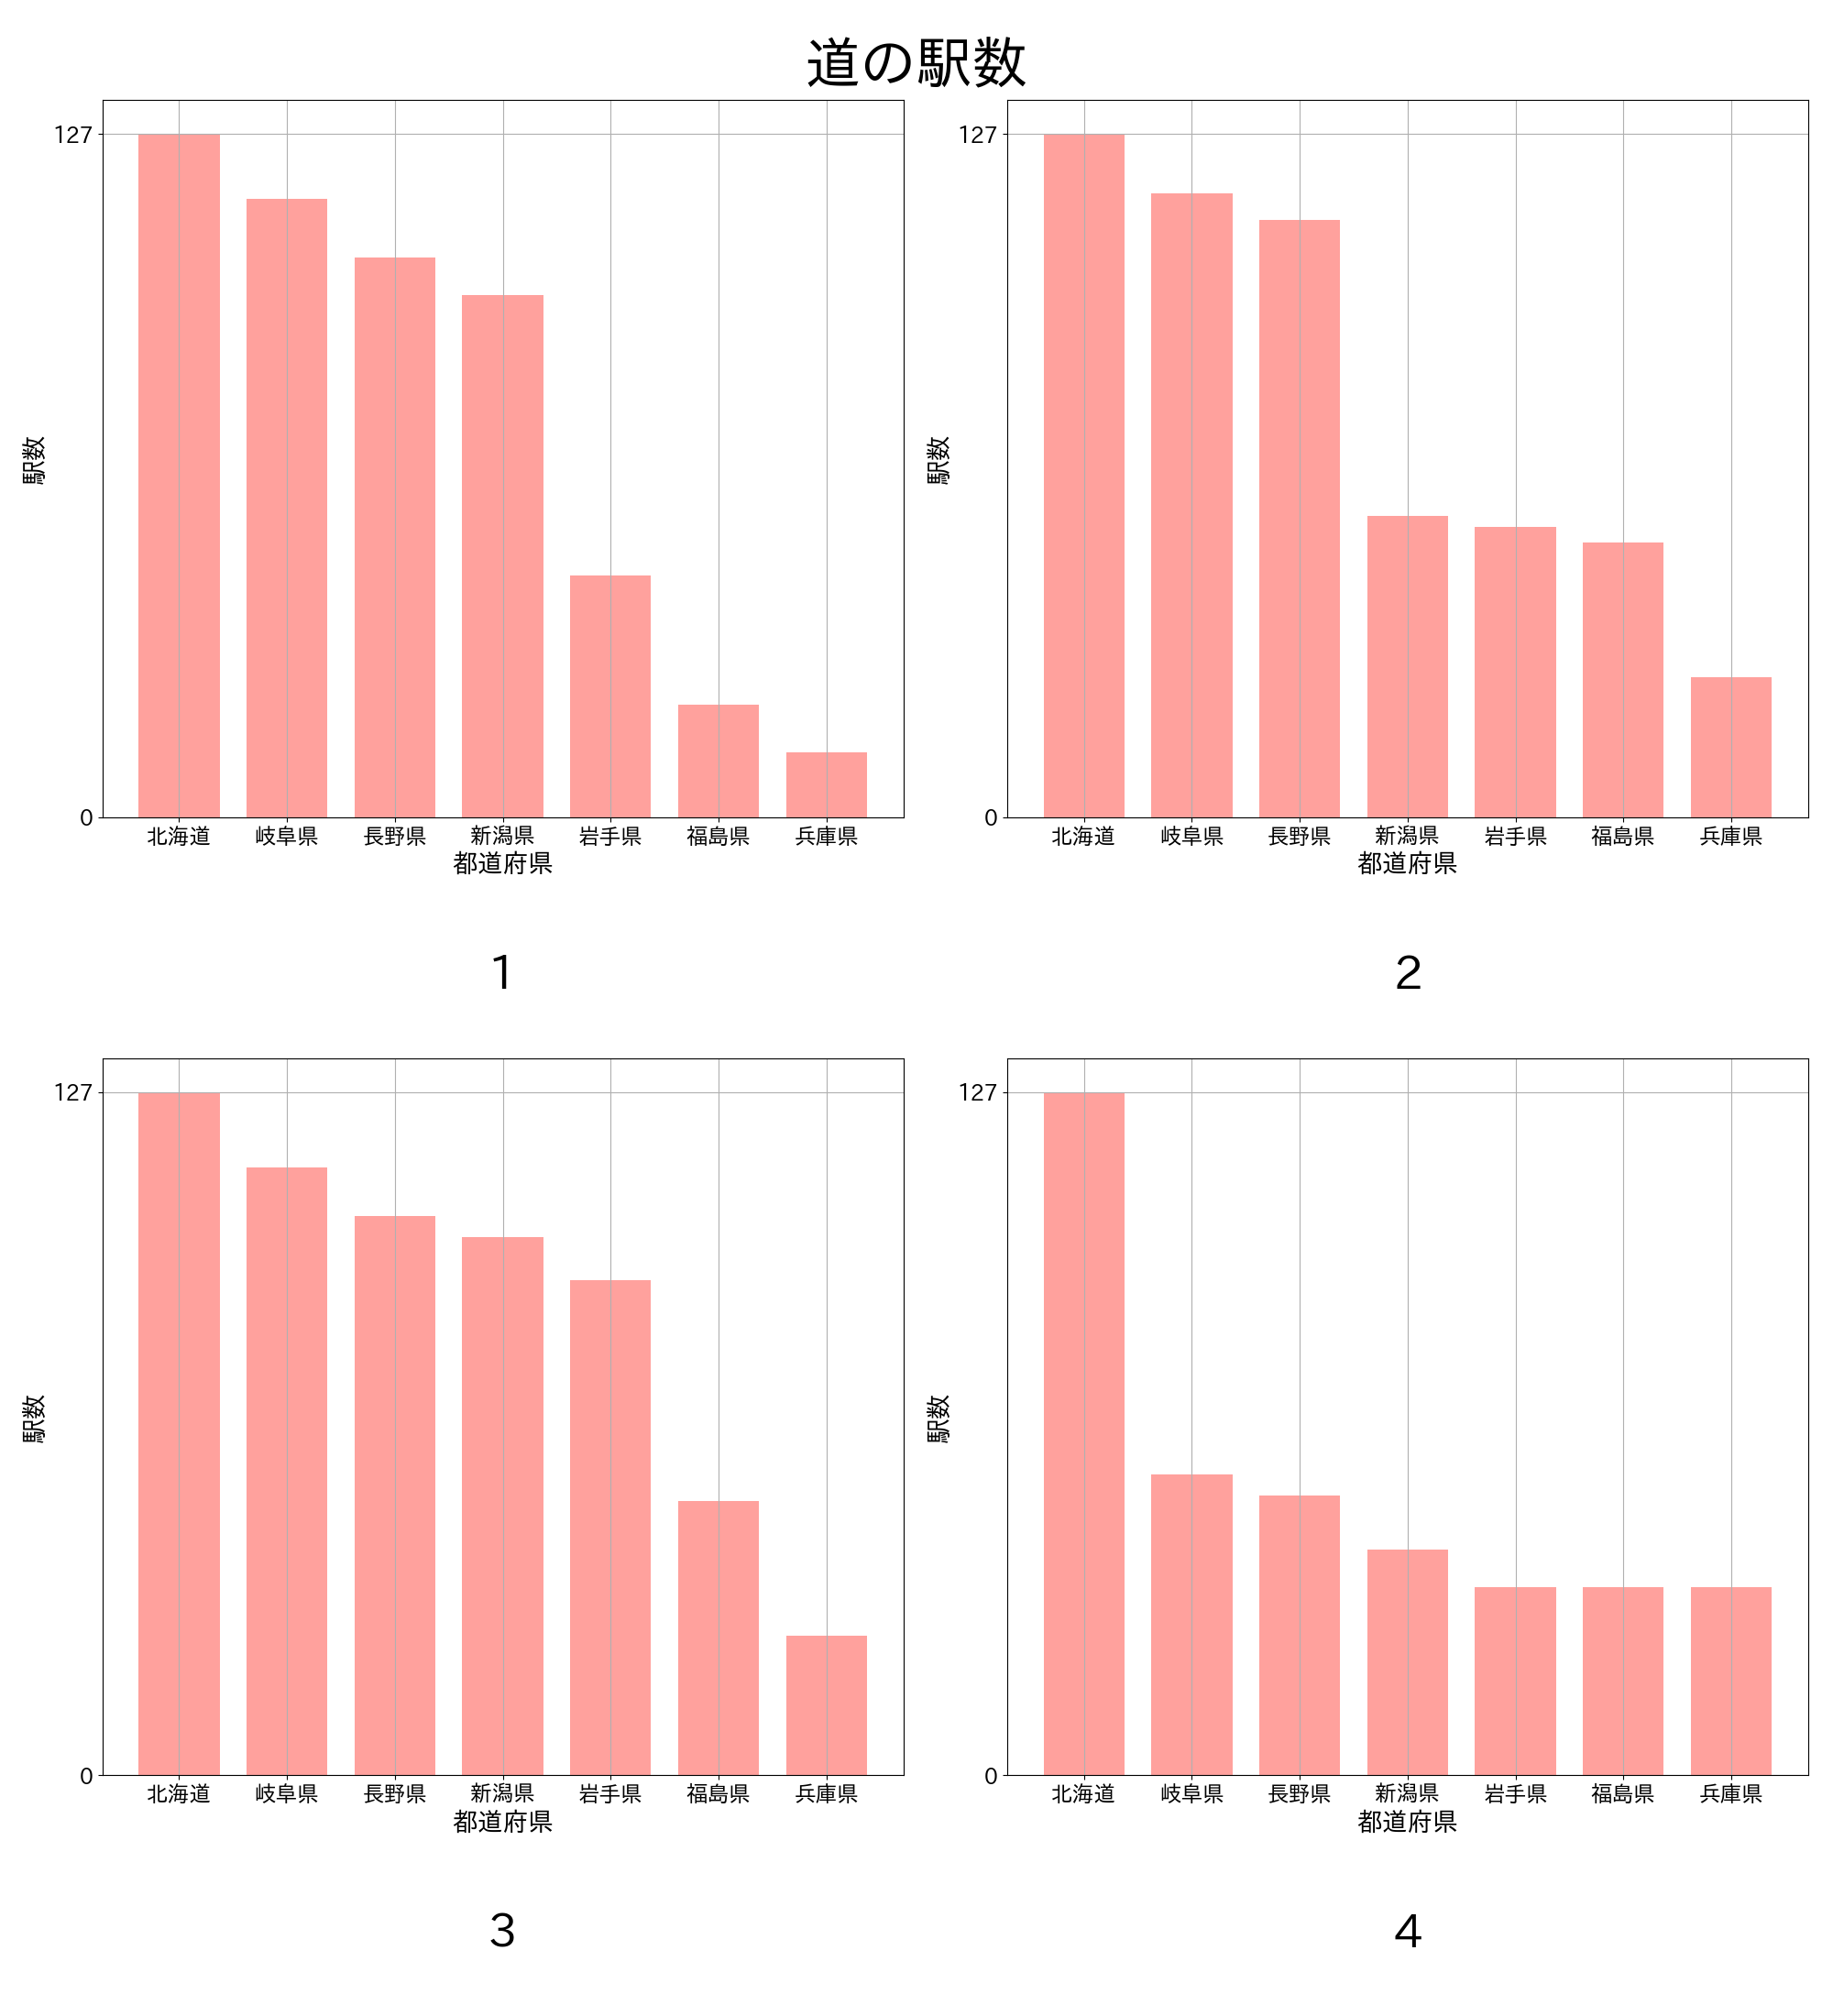 道の駅数
127
駅数
0
北海道 岐阜県 長野県 新潟県 岩手県 福島県 兵庫県
都道府県
1
127
駅数
0
北海道 岐阜県 長野県 新潟県 岩手県 福島県 兵庫県
都道府県
2
127
駅数
0
北海道 岐阜県 長野県 新潟県 岩手県 福島県 兵庫県
都道府県
3
127
駅数
0
北海道 岐阜県 長野県 新潟県 岩手県 福島県 兵庫県
都道府県
4